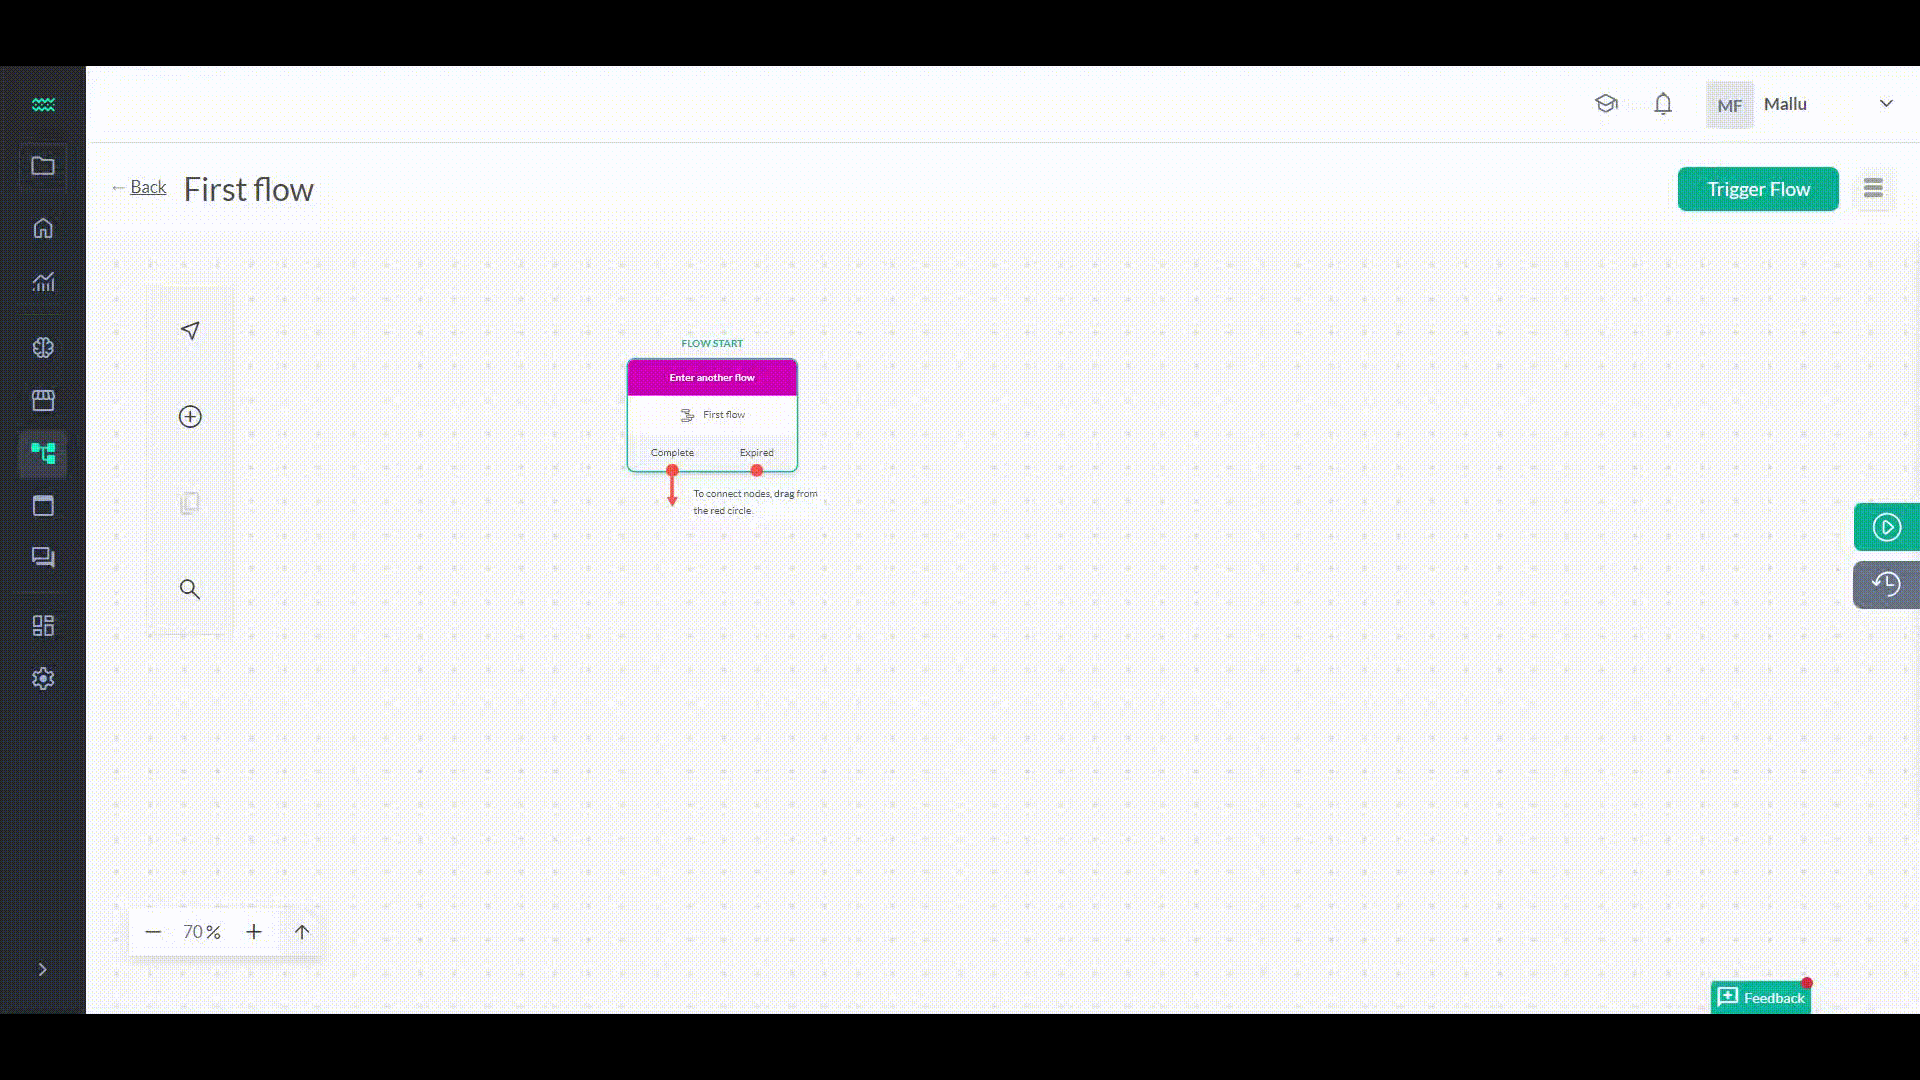 MF Mallu
← Back First flow
Trigger Flow
FLOW START
Enter another flow
First flow
Complete Expired
To connect nodes, drag from
the red circle.
70%
Feedback